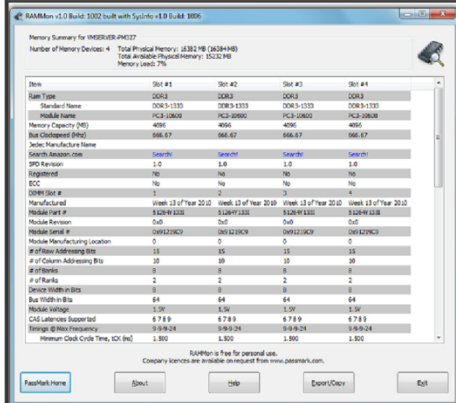 RAMMon v1.0 Build: 1002 built with SysInfo v1.0 Build: 1006
Memory Summary for VMSERVER-PM327
Number of Memory Devices: 4 Total Physical Memory: 16382 MB (16384MB)
Total Available Physical Memory: 15232 MB
Memory Load: 7%
Item Slot #1 Slot #2 Slot #3 Slot #4
Ram Type DDR3 DDR3 DDR3 DDR3
Standard Name DDR3-1333 DDR3-1333 DDR3-1333 DDR3-1333
Module Name PC3-10600 PC3-10600 PC3-10600 PC3-10600
Memory Capacity (MB) 4096 4096 4096 4096
Bus Clockspeed (Mhz) 666.67 666.67 666.67 666.67
Jedec Manufacture Name
Search Amazon.com Search! Search! Search! Search!
SPD Revision 1.0 1.0 1.0 1.0
Registered No No No No
ECC No No No No
DIMM Slot # 1 2 3 4
Manufactured Week 13 of Year 2010 Week 13 of Year 2010 Week 13 of Year 2010 Week 13 of Year 2010
Module Part #
Module Revision 0x0 0x0 0x0 0x0
Module Serial #
Module Manufacturing Location 0 0 0 0
# of Row Addressing Bits 15 15 15 15
# of Column Addressing Bits 10 10 10 10
# of Banks 8 8 8 8
# of Ranks 2 2 2 2
Device Width in Bits 8 8 8 8
Bus Width in Bits 64 64 64 64
Module Voltage 1.5V 1.5V 1.5V 1.5V
CAS Latencies Supported 6 7 8 9 6 7 8 9 6 7 8 9 6 7 8 9
Timings @ Max Frequency 9-9-9-24 9-9-9-24 9-9-9-24 9-9-9-24
Minimum Clock Cycle Time, tCK (ns) 1.500 1.500 1.500 1.500
RAMMon is free for personal use.
Company licences are available on request from www.passmark.com.
PassMark Home About Help Export/Copy Exit